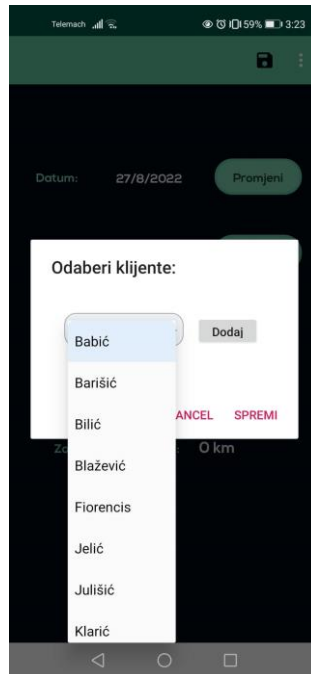 Telemach 59% 3:23
Datum: 27/8/2022 Promjeni
Odaberi klijente:
Dodaj
Babić
Barišić
Bilić
ANCEL SPREMI
Blažević
0 km
Fiorencis
Jelić
Julišić
Klarić